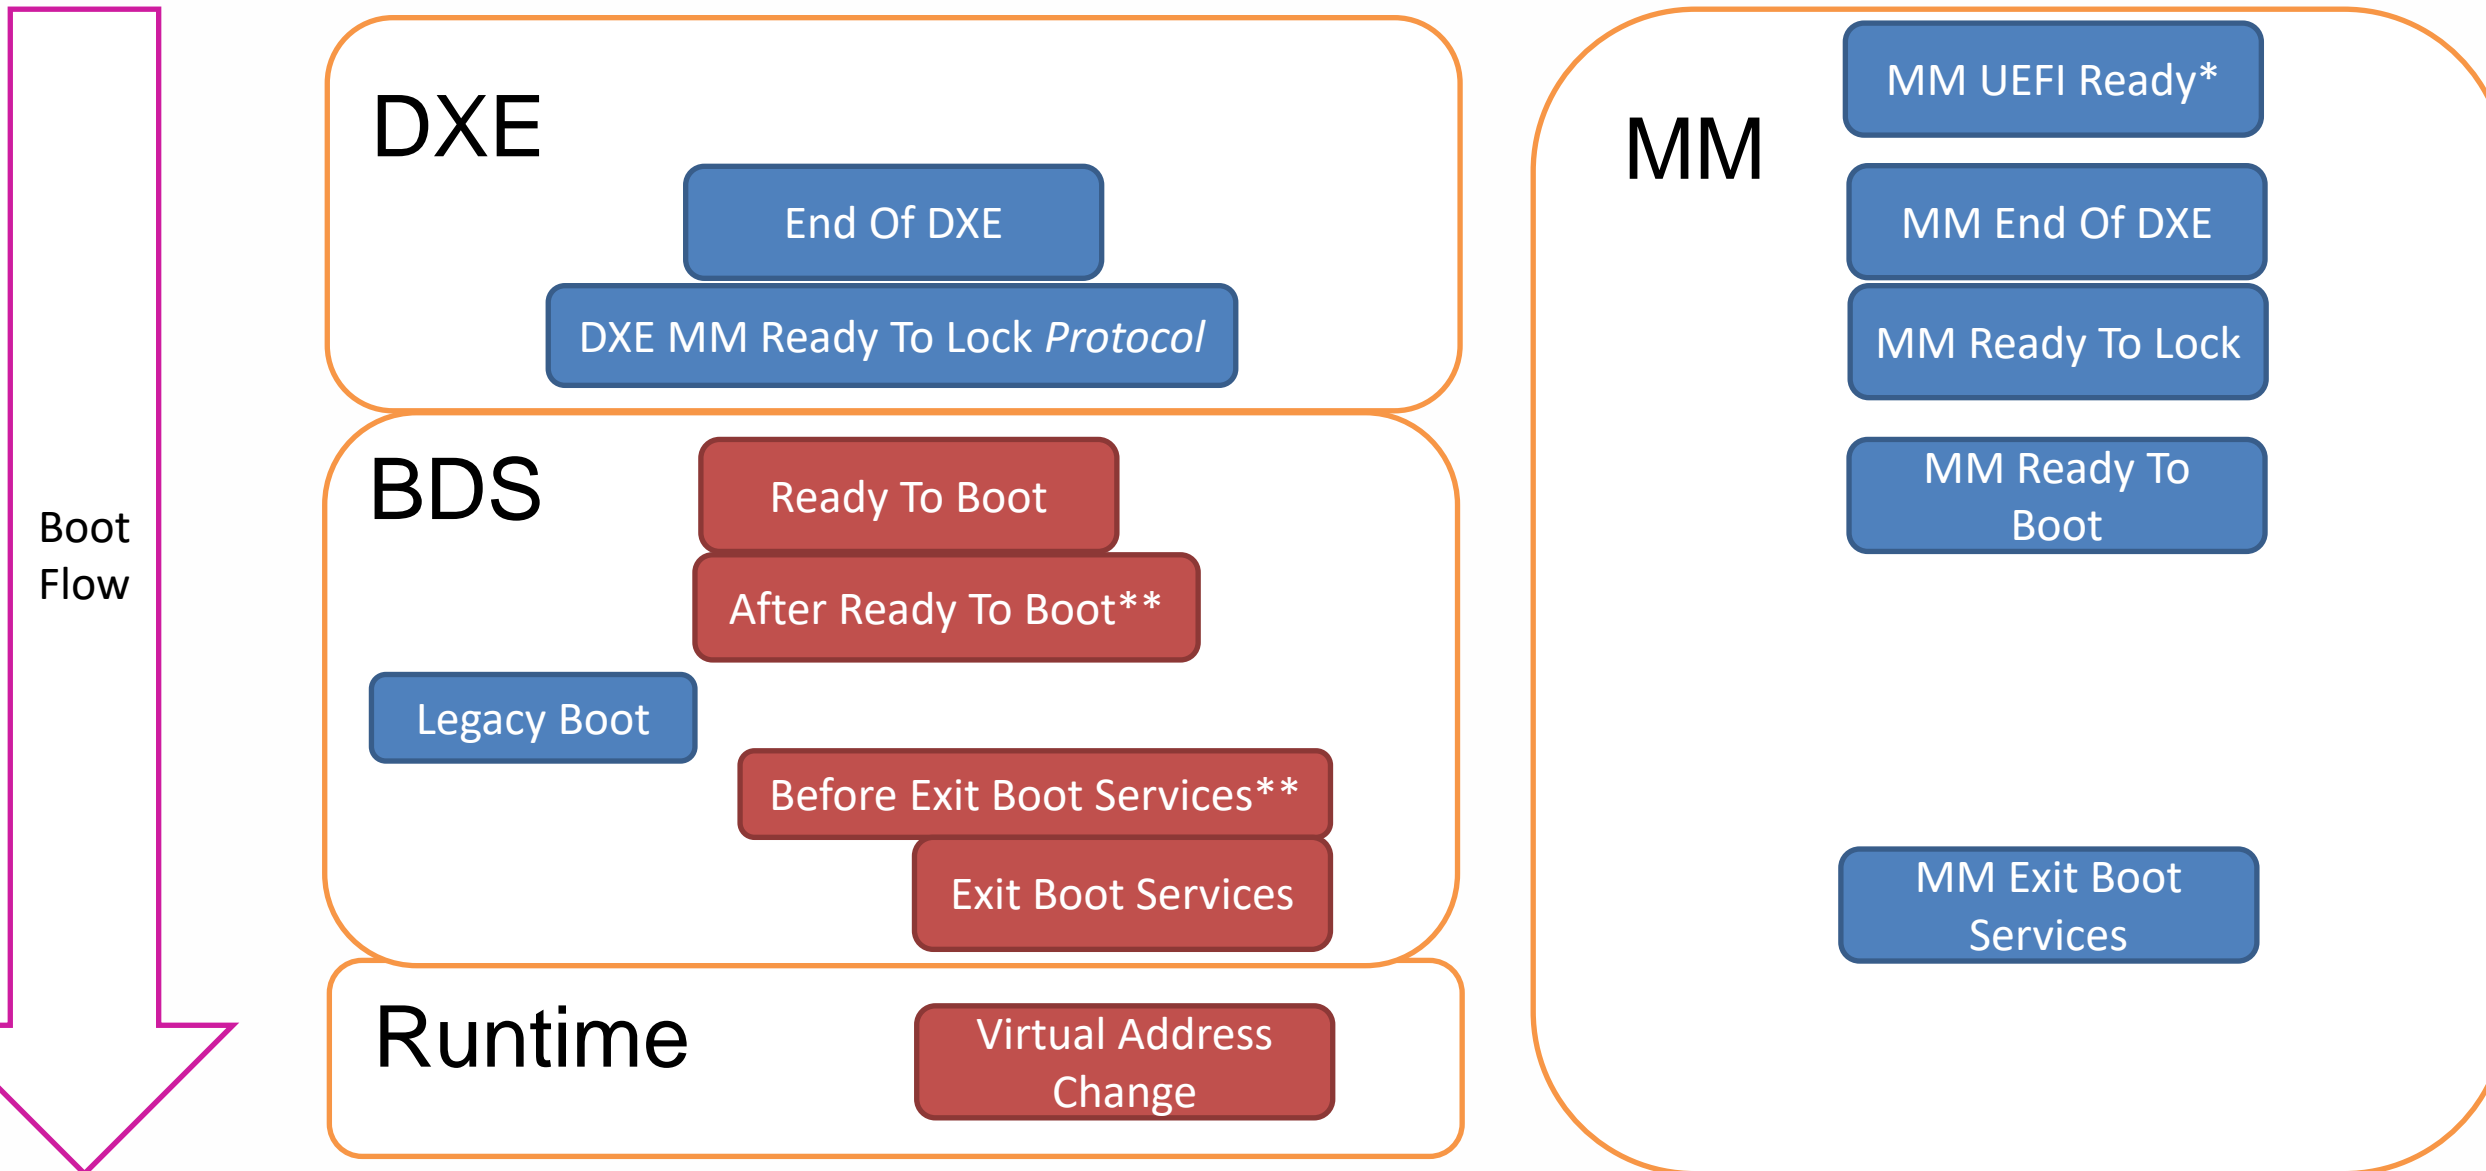 Boot
Flow
DXE
End Of DXE
DXE MM Ready To Lock Protocol
BDS
Ready To Boot
After Ready To Boot**
Legacy Boot
Before Exit Boot Services**
Exit Boot Services
Runtime
Virtual Address
Change
MM
MM UEFI Ready*
MM End Of DXE
MM Ready To Lock
MM Ready To
Boot
MM Exit Boot
Services